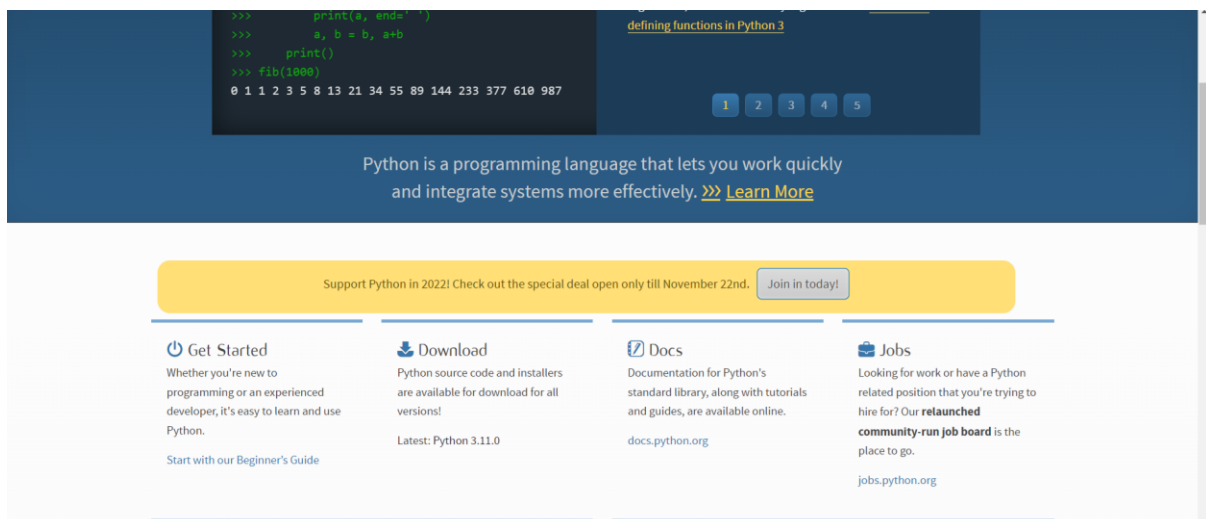 >>> print(a, end=' ')
>>> a, b = b, a+b
>>> print()
>>> fib(1000)
0 1 1 2 3 5 8 13 21 34 55 89 144 233 377 610 987
defining functions in Python 3
1 2 3 4 5
Python is a programming language that lets you work quickly
and integrate systems more effectively. >>> Learn More
Support Python in 2022! Check out the special deal open only till November 22nd. Join in today!
Get Started
Whether you're new to
programming or an experienced
developer, it's easy to learn and use
Python.
Start with our Beginner's Guide
Download
Python source code and installers
are available for download for all
versions!
Latest: Python 3.11.0
Docs
Documentation for Python's
standard library, along with tutorials
and guides, are available online.
docs.python.org
Jobs
Looking for work or have a Python
related position that you're trying to
hire for? Our relaunched
community-run job board is the
place to go.
jobs.python.org